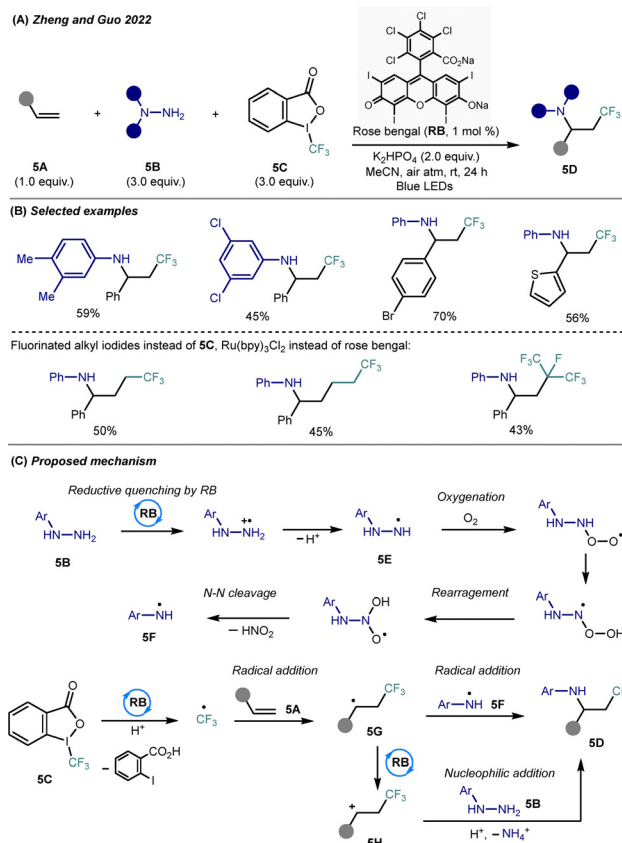 (A) Zheng and Guo 2022
Cl
Cl Cl
Cl CO₂Na
I I
O O ONa
I I
Rose bengal (RB, 1 mol %)
K₂HPO₄ (2.0 equiv.)
MeCN, air atm, rt, 24 h
Blue LEDs
5A
(1.0 equiv.)
+
N–NH₂
5B
(3.0 equiv.)
+
O
O
I
CF₃
5C
(3.0 equiv.)
N CF₃
5D
(B) Selected examples
Me
Me
NH CF₃
Ph
59%
Cl
Cl
NH CF₃
Ph
45%
Ph–NH CF₃
Br
70%
Ph–NH CF₃
S
56%
Fluorinated alkyl iodides instead of 5C, Ru(bpy)₃Cl₂ instead of rose bengal:
Ph–NH CF₃
Ph
50%
Ph–NH CF₃
Ph
45%
Ph–NH F₃C F CF₃
Ph
43%
(C) Proposed mechanism
Reductive quenching by RB
Oxygenation
Ar
HN–NH₂
5B
RB
Ar +•
HN–NH₂
–H⁺
Ar •
HN–NH
5E
O₂
Ar
HN–NH
O–O•
N-N cleavage
Rearragement
•
Ar–NH
5F
– HNO₂
Ar OH
HN–N
O•
Ar •
HN–N
O–OH
Radical addition
Radical addition
O
O
I
CF₃
5C
RB
H⁺
–
CO₂H
I
•
CF₃
5A
• CF₃
5G
•
Ar–NH 5F
Ar
NH C
5D
RB
Nucleophilic addition
+ CF₃
5H
Ar
HN–NH₂ 5B
H⁺, –NH₄⁺